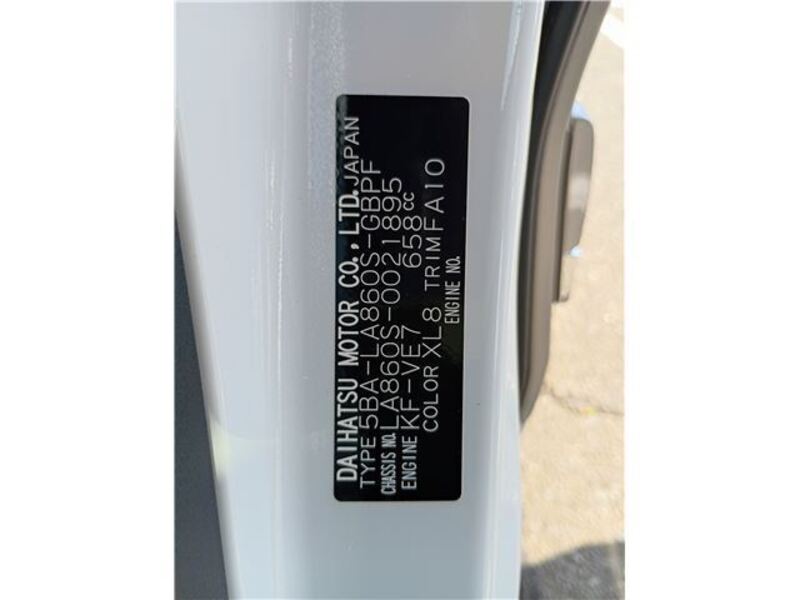 DAIHATSU MOTOR CO., LTD. JAPAN
TYPE 5BA-LA860S-GBPF
CHASSIS NO. LA860S-0021895
ENGINE KF-VE7 658cc
COLOR XL8 TRIM FA10
ENGINE NO.